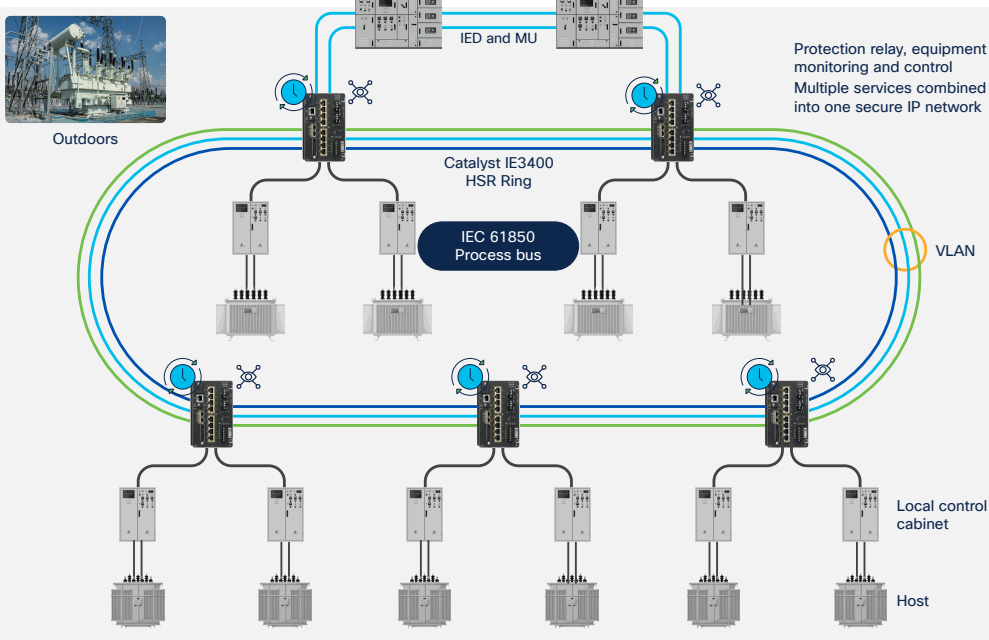 IED and MU
Protection relay, equipment
monitoring and control
Multiple services combined
into one secure IP network
Outdoors
Catalyst IE3400
HSR Ring
IEC 61850
Process bus
VLAN
Local control
cabinet
Host